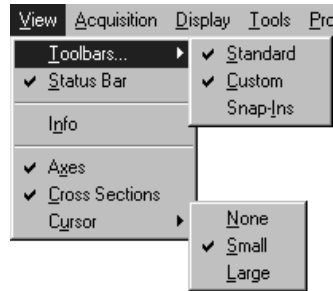 View Acquisition Display Tools Pro
Toolbars...
Standard
Status Bar
Custom
Snap-Ins
Info
Axes
Cross Sections
Cursor
None
Small
Large